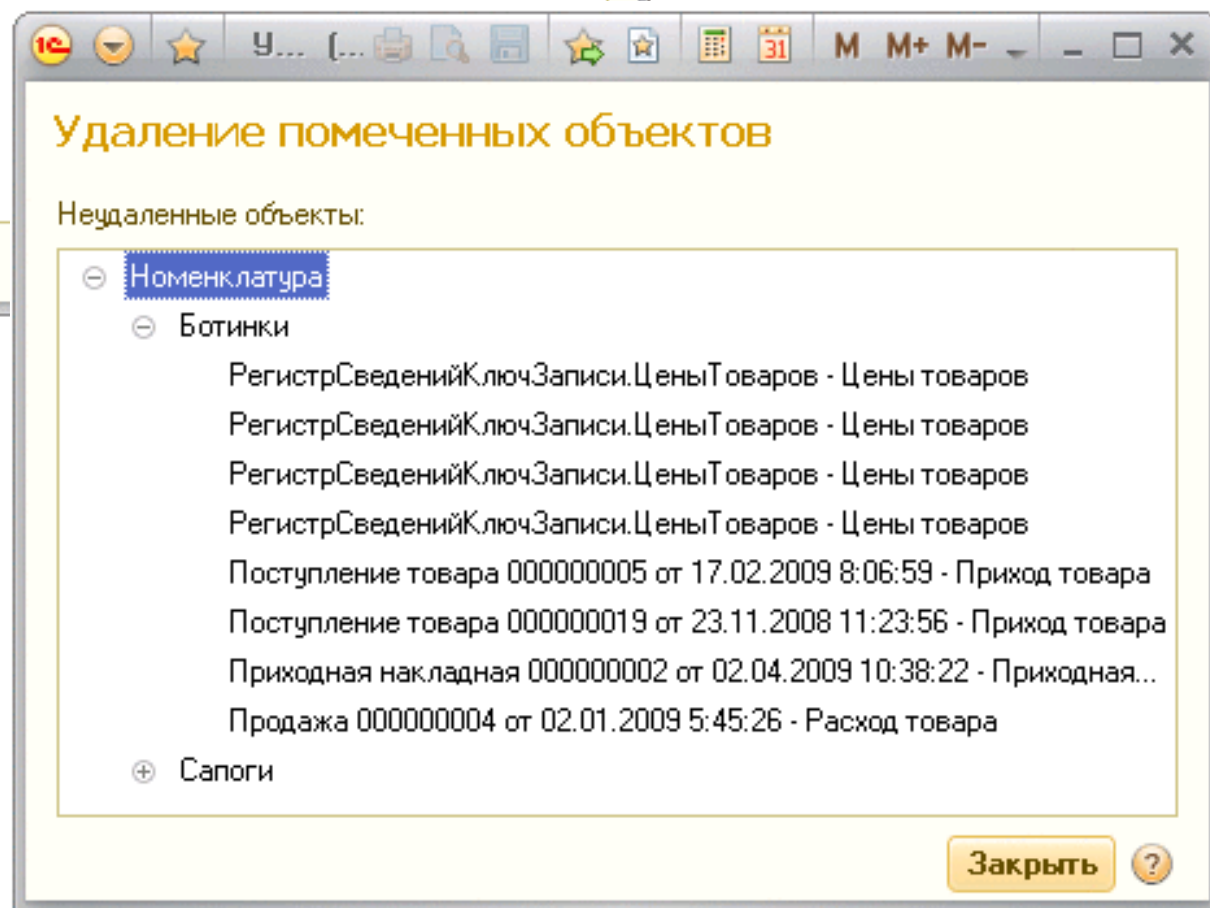 1С У... (... 31 M M+ M-
Удаление помеченных объектов
Неудаленные объекты:
Номенклатура
Ботинки
РегистрСведенийКлючЗаписи.ЦеныТоваров - Цены товаров
РегистрСведенийКлючЗаписи.ЦеныТоваров - Цены товаров
РегистрСведенийКлючЗаписи.ЦеныТоваров - Цены товаров
РегистрСведенийКлючЗаписи.ЦеныТоваров - Цены товаров
Поступление товара 000000005 от 17.02.2009 8:06:59 - Приход товара
Поступление товара 000000019 от 23.11.2008 11:23:56 - Приход товара
Приходная накладная 000000002 от 02.04.2009 10:38:22 - Приходная...
Продажа 000000004 от 02.01.2009 5:45:26 - Расход товара
Сапоги
Закрыть ?